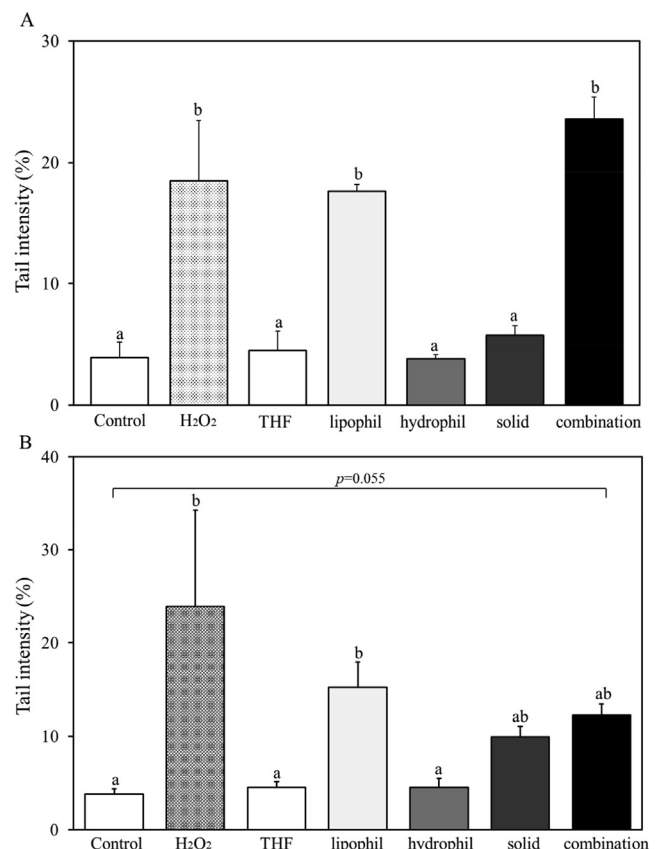 A
30
b
b
b
20
Tail intensity (%)
10
a
a
a
a
0
Control H2O2 THF lipophil hydrophil solid combination
B
40
p=0.055
b
30
Tail intensity (%)
20
b
ab
ab
10
a
a
a
0
Control H2O2 THF lipophil hydrophil solid combination